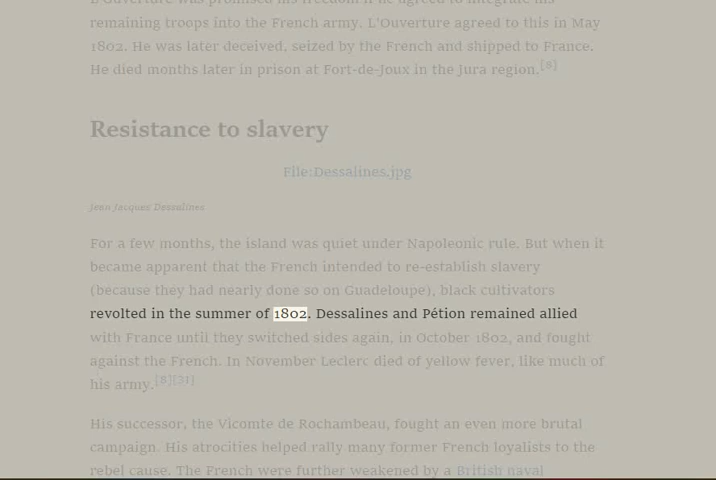 L'Ouverture was promised his freedom if he agreed to integrate his
remaining troops into the French army. L'Ouverture agreed to this in May
1802. He was later deceived, seized by the French and shipped to France.
He died months later in prison at Fort-de-Joux in the Jura region.[8]
Resistance to slavery
File:Dessalines.jpg
Jean Jacques Dessalines
For a few months, the island was quiet under Napoleonic rule. But when it
became apparent that the French intended to re-establish slavery
(because they had nearly done so on Guadeloupe), black cultivators
revolted in the summer of 1802. Dessalines and Pétion remained allied
with France until they switched sides again, in October 1802, and fought
against the French. In November Leclerc died of yellow fever, like much of
his army.[8][21]
His successor, the Vicomte de Rochambeau, fought an even more brutal
campaign. His atrocities helped rally many former French loyalists to the
rebel cause. The French were further weakened by a British naval